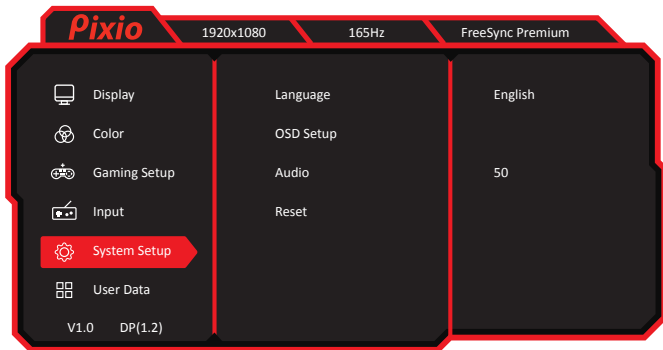 Pixio 1920x1080 165Hz FreeSync Premium
Display Language English
Color OSD Setup
Gaming Setup Audio 50
Input Reset
System Setup
User Data
V1.0 DP(1.2)